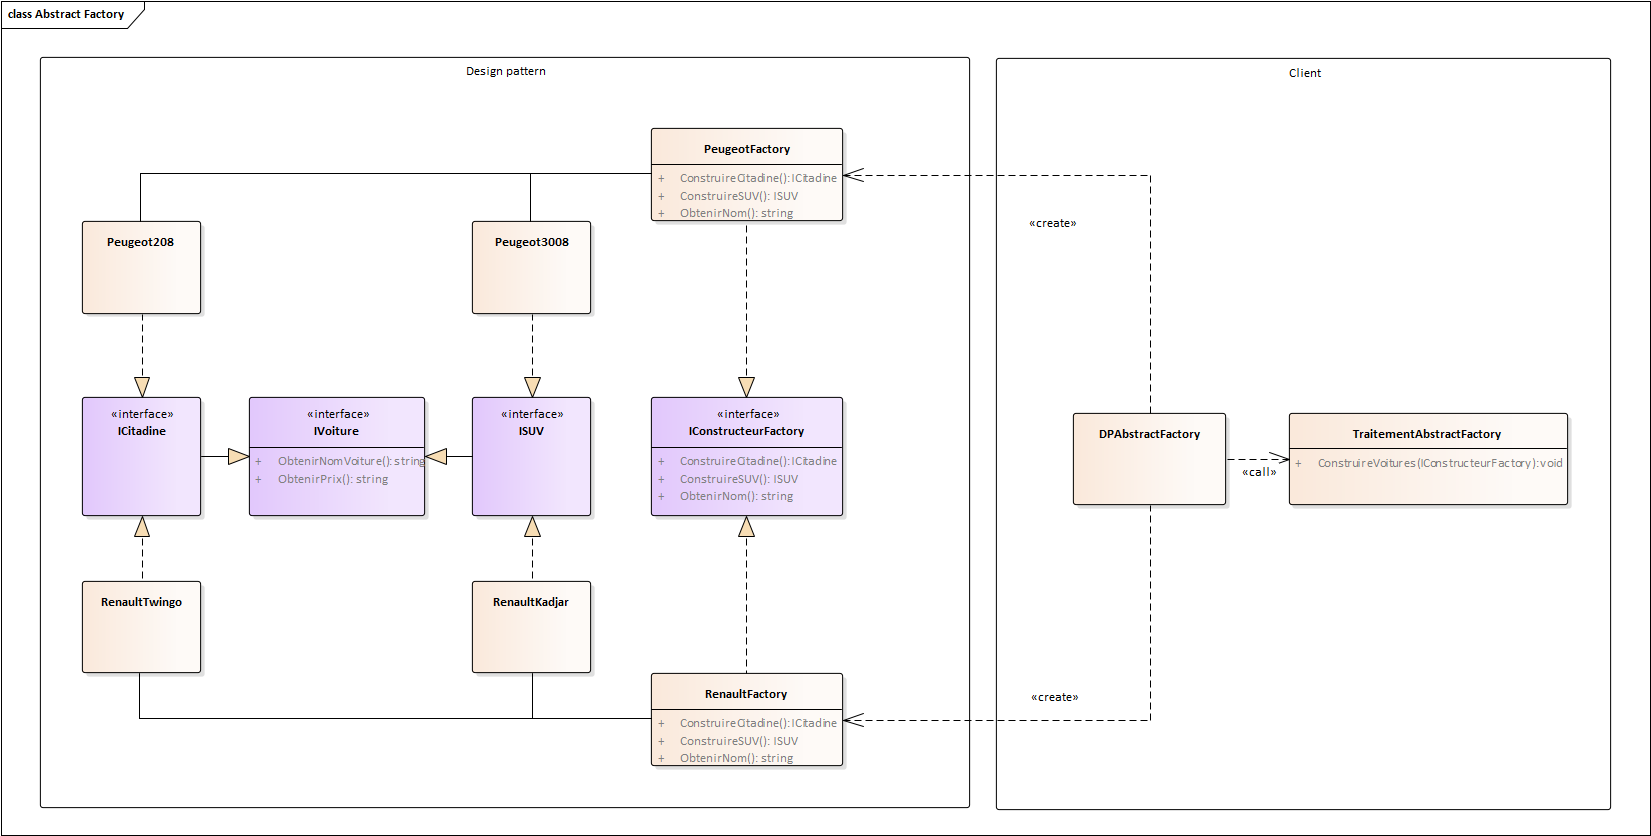 class Abstract Factory
Design pattern
Client
PeugeotFactory
+ ConstruireCitadine(): ICitadine
+ ConstruireSUV(): ISUV
+ ObtenirNom(): string
«create»
Peugeot208
Peugeot3008
«interface»
ICitadine
«interface»
IVoiture
+ ObtenirNomVoiture(): string
+ ObtenirPrix(): string
«interface»
ISUV
«interface»
IConstructeurFactory
+ ConstruireCitadine(): ICitadine
+ ConstruireSUV(): ISUV
+ ObtenirNom(): string
DPAbstractFactory
«call»
TraitementAbstractFactory
+ ConstruireVoitures(IConstructeurFactory): void
RenaultTwingo
RenaultKadjar
RenaultFactory
+ ConstruireCitadine(): ICitadine
+ ConstruireSUV(): ISUV
+ ObtenirNom(): string
«create»